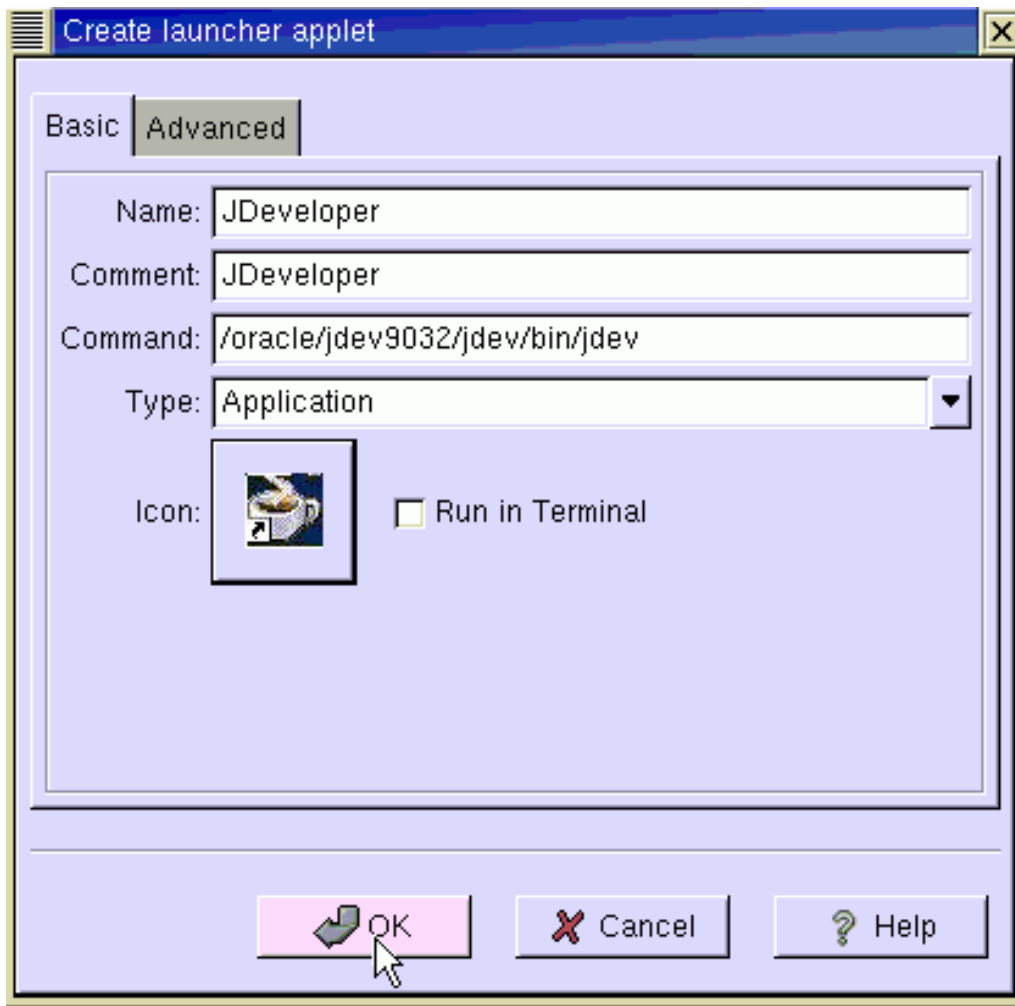 Create launcher applet
Basic Advanced
Name: JDeveloper
Comment: JDeveloper
Command: /oracle/jdev9032/jdev/bin/jdev
Type: Application
Icon: Run in Terminal
OK Cancel Help